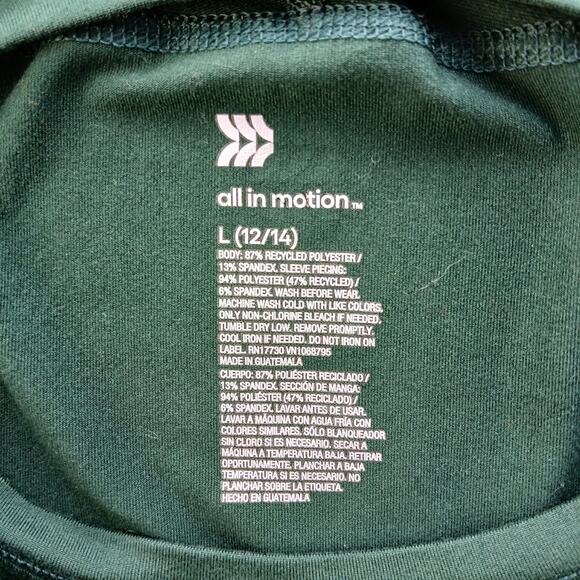 all in motion™
L (12/14)
BODY: 87% RECYCLED POLYESTER /
13% SPANDEX. SLEEVE PIECING:
94% POLYESTER (47% RECYCLED) /
6% SPANDEX. WASH BEFORE WEAR.
MACHINE WASH COLD WITH LIKE COLORS.
ONLY NON-CHLORINE BLEACH IF NEEDED.
TUMBLE DRY LOW. REMOVE PROMPTLY.
COOL IRON IF NEEDED. DO NOT IRON ON
LABEL. RN17730 VN1068795
MADE IN GUATEMALA
CUERPO: 87% POLIÉSTER RECICLADO /
13% SPANDEX. SECCIÓN DE MANGA:
94% POLIÉSTER (47% RECICLADO) /
6% SPANDEX. LAVAR ANTES DE USAR.
LAVAR A MÁQUINA CON AGUA FRÍA CON
COLORES SIMILARES. SÓLO BLANQUEADOR
SIN CLORO SI ES NECESARIO. SECAR A
MÁQUINA A TEMPERATURA BAJA. RETIRAR
OPORTUNAMENTE. PLANCHAR A BAJA
TEMPERATURA SI ES NECESARIO. NO
PLANCHAR SOBRE LA ETIQUETA.
HECHO EN GUATEMALA